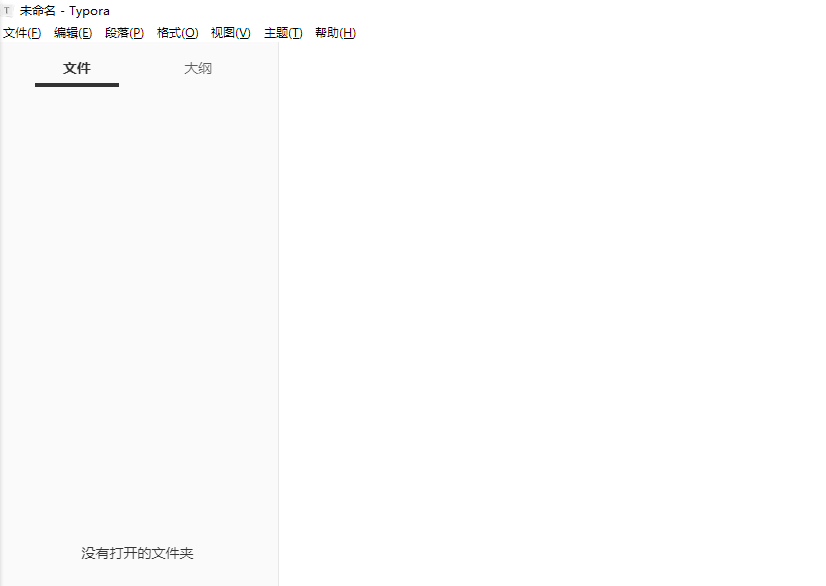 T 未命名 - Typora
文件(F) 编辑(E) 段落(P) 格式(O) 视图(V) 主题(T) 帮助(H)
文件 大纲
没有打开的文件夹